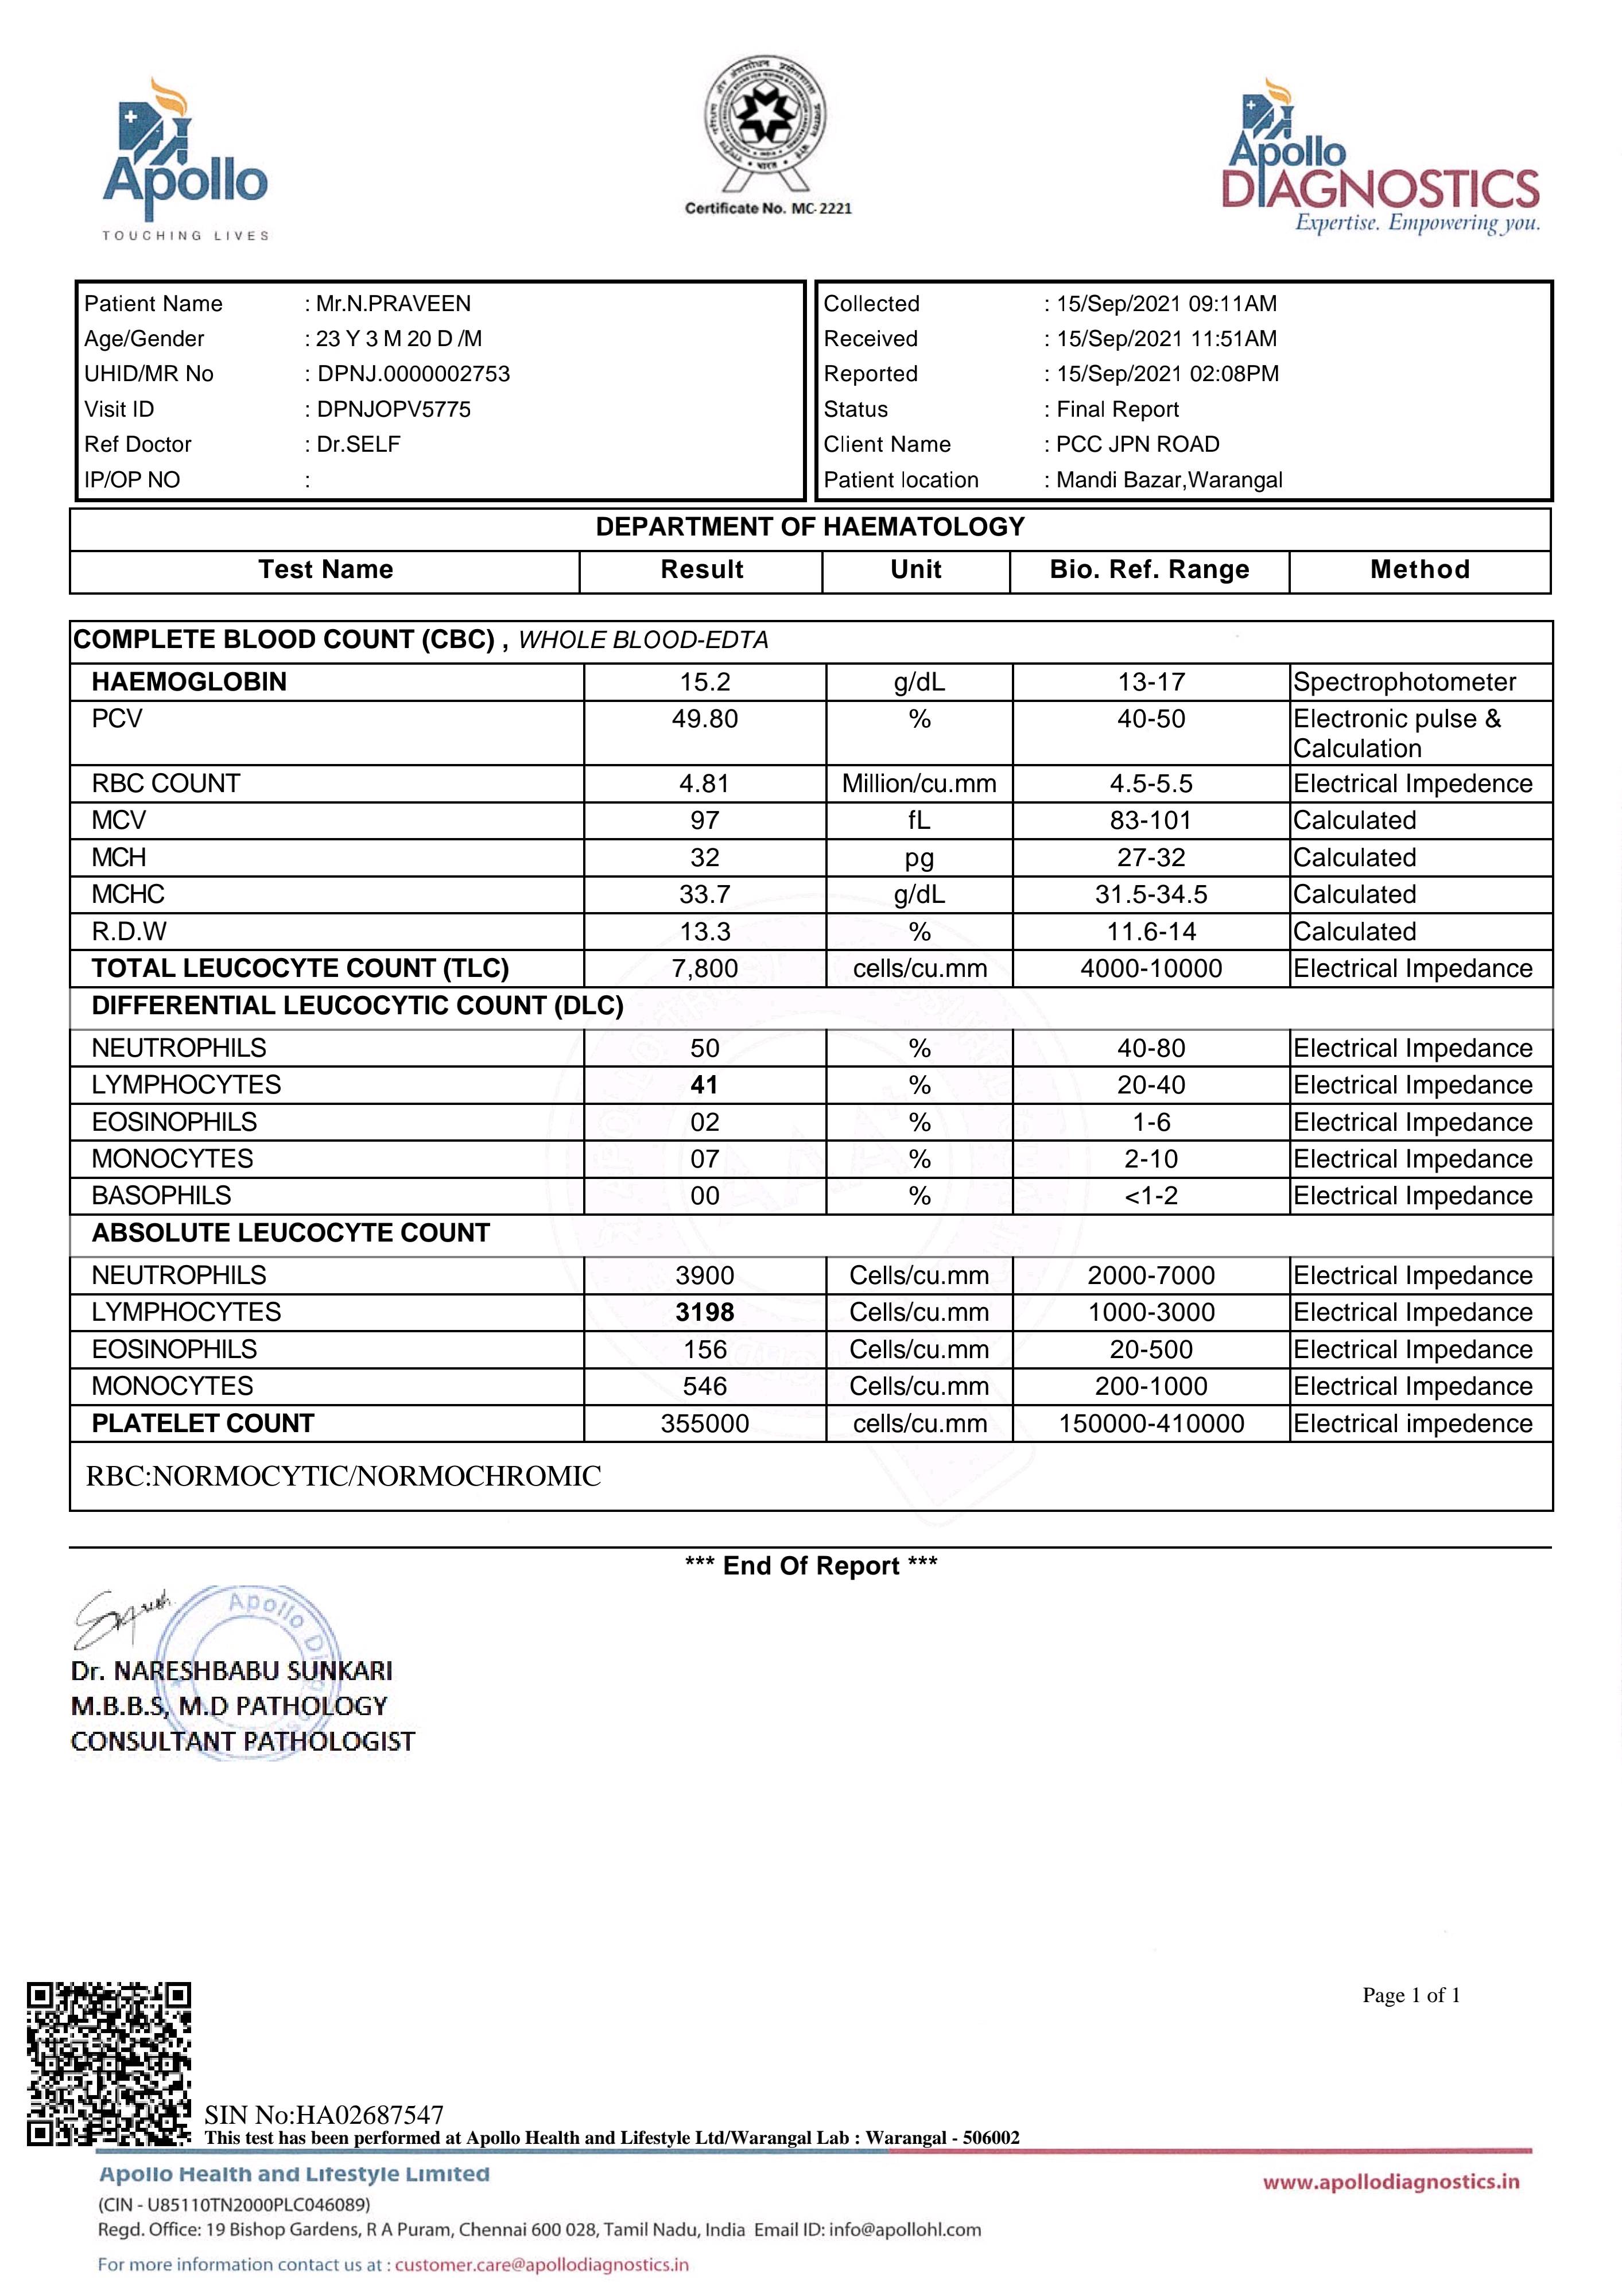 Apollo
TOUCHING LIVES
Certificate No. MC-2221
Apollo
DIAGNOSTICS
Expertise. Empowering you.
Patient Name : Mr.N.PRAVEEN
Age/Gender : 23 Y 3 M 20 D /M
UHID/MR No : DPNJ.0000002753
Visit ID : DPNJOPV5775
Ref Doctor : Dr.SELF
IP/OP NO :
Collected : 15/Sep/2021 09:11AM
Received : 15/Sep/2021 11:51AM
Reported : 15/Sep/2021 02:08PM
Status : Final Report
Client Name : PCC JPN ROAD
Patient location : Mandi Bazar,Warangal
DEPARTMENT OF HAEMATOLOGY
Test Name Result Unit Bio. Ref. Range Method
COMPLETE BLOOD COUNT (CBC) , WHOLE BLOOD-EDTA
HAEMOGLOBIN 15.2 g/dL 13-17 Spectrophotometer
PCV 49.80 % 40-50 Electronic pulse &
Calculation
RBC COUNT 4.81 Million/cu.mm 4.5-5.5 Electrical Impedence
MCV 97 fL 83-101 Calculated
MCH 32 pg 27-32 Calculated
MCHC 33.7 g/dL 31.5-34.5 Calculated
R.D.W 13.3 % 11.6-14 Calculated
TOTAL LEUCOCYTE COUNT (TLC) 7,800 cells/cu.mm 4000-10000 Electrical Impedance
DIFFERENTIAL LEUCOCYTIC COUNT (DLC)
NEUTROPHILS 50 % 40-80 Electrical Impedance
LYMPHOCYTES 41 % 20-40 Electrical Impedance
EOSINOPHILS 02 % 1-6 Electrical Impedance
MONOCYTES 07 % 2-10 Electrical Impedance
BASOPHILS 00 % <1-2 Electrical Impedance
ABSOLUTE LEUCOCYTE COUNT
NEUTROPHILS 3900 Cells/cu.mm 2000-7000 Electrical Impedance
LYMPHOCYTES 3198 Cells/cu.mm 1000-3000 Electrical Impedance
EOSINOPHILS 156 Cells/cu.mm 20-500 Electrical Impedance
MONOCYTES 546 Cells/cu.mm 200-1000 Electrical Impedance
PLATELET COUNT 355000 cells/cu.mm 150000-410000 Electrical impedence
RBC:NORMOCYTIC/NORMOCHROMIC
*** End Of Report ***
Apollo
Dr. NARESHBABU SUNKARI
M.B.B.S, M.D PATHOLOGY
CONSULTANT PATHOLOGIST
Page 1 of 1
SIN No:HA02687547
This test has been performed at Apollo Health and Lifestyle Ltd/Warangal Lab : Warangal - 506002
Apollo Health and Lifestyle Limited
www.apollodiagnostics.in
(CIN - U85110TN2000PLC046089)
Regd. Office: 19 Bishop Gardens, R A Puram, Chennai 600 028, Tamil Nadu, India Email ID: info@apollohl.com
For more information contact us at : customer.care@apollodiagnostics.in